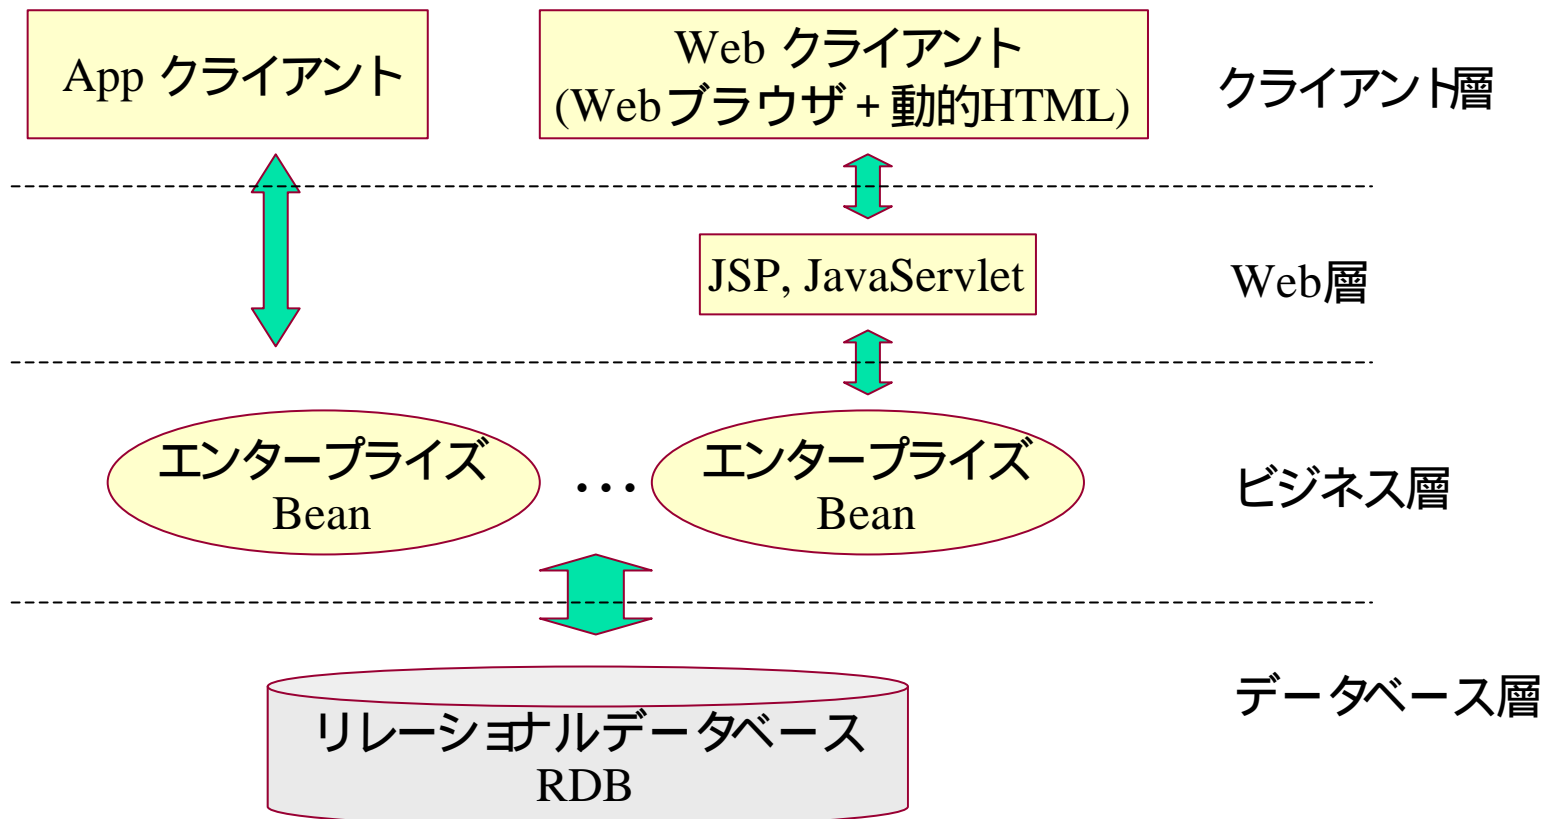 App クライアント
Web クライアント
(Webブラウザ + 動的HTML)
クライアント層
JSP, JavaServlet
Web層
エンタープライズ
Bean
…
エンタープライズ
Bean
ビジネス層
データベース層
リレーショナルデータベース
RDB